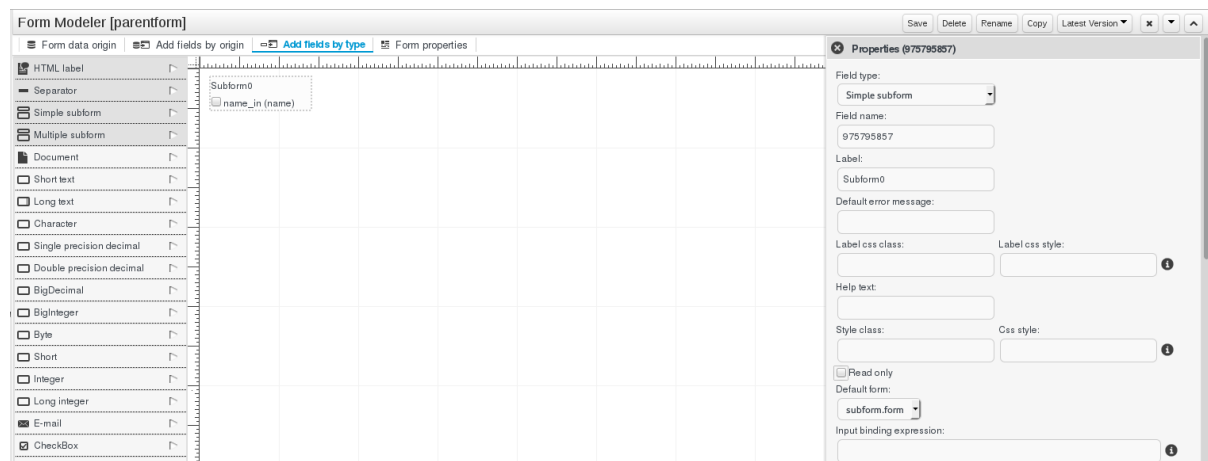 Form Modeler [parentform]
Save Delete Rename Copy Latest Version
Form data origin Add fields by origin Add fields by type Form properties
HTML label
Separator
Simple subform
Multiple subform
Document
Short text
Long text
Character
Single precision decimal
Double precision decimal
BigDecimal
BigInteger
Byte
Short
Integer
Long integer
E-mail
CheckBox
Subform0
name_in (name)
Properties (975795857)
Field type:
Simple subform
Field name:
975795857
Label:
Subform0
Default error message:
Label css class: Label css style:
Help text:
Style class: Css style:
Read only
Default form:
subform.form
Input binding expression: